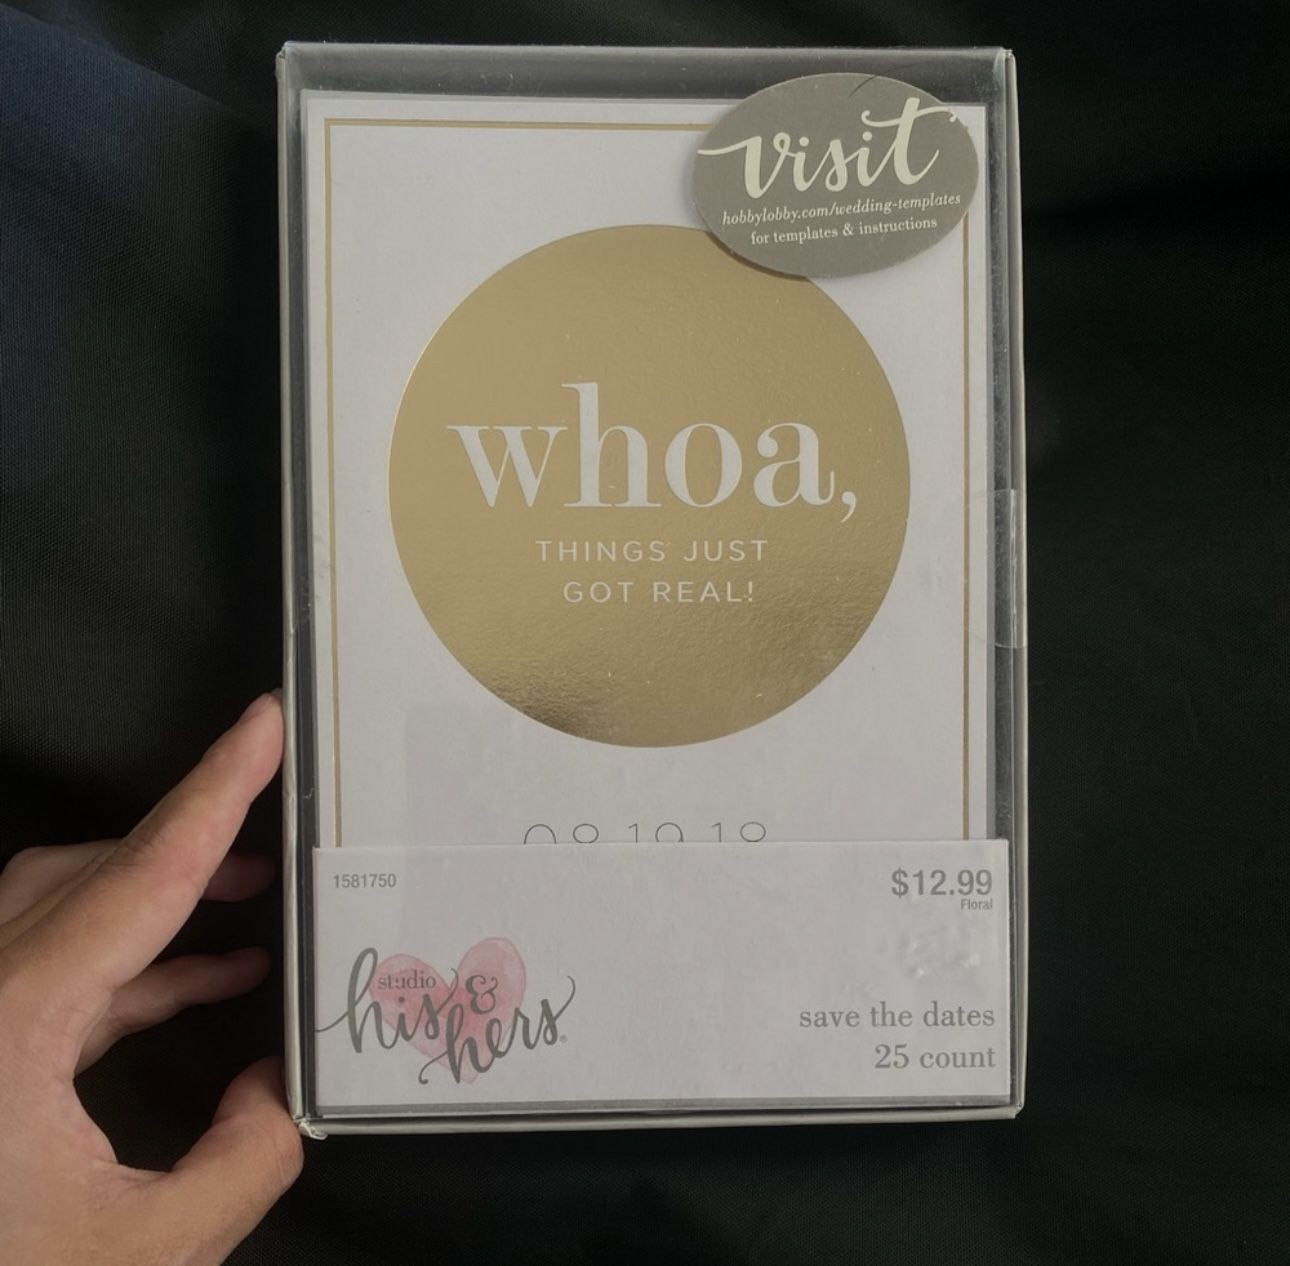 visit
hobbylobby.com/wedding-templates
for templates & instructions
whoa,
THINGS JUST
GOT REAL!
1581750
$12.99
Floral
studio
his &
hers®
save the dates
25 count